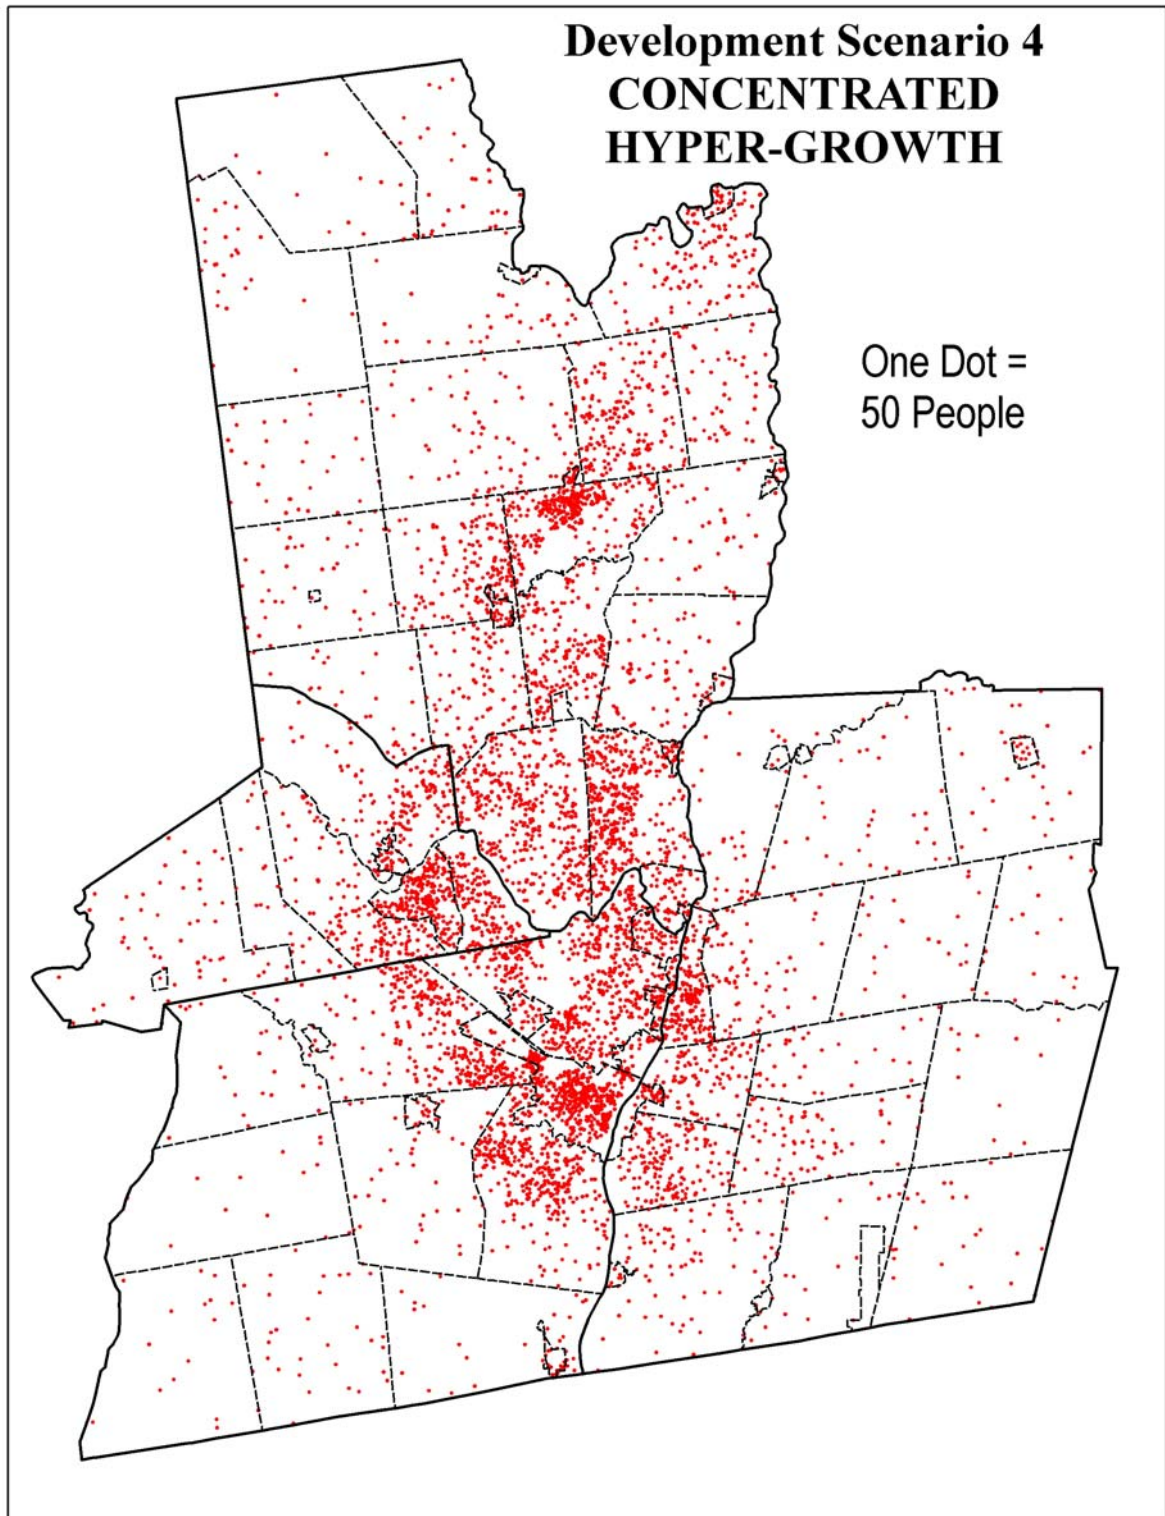 Development Scenario 4
CONCENTRATED
HYPER-GROWTH
One Dot =
50 People